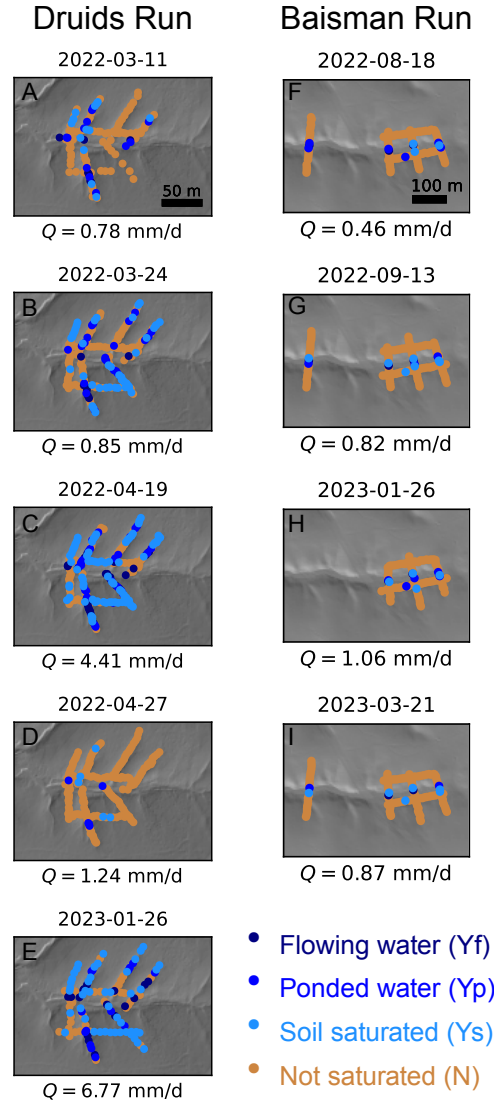 Druids Run
Baisman Run
2022-03-11
A
50 m
Q = 0.78 mm/d
2022-03-24
B
Q = 0.85 mm/d
2022-04-19
C
Q = 4.41 mm/d
2022-04-27
D
Q = 1.24 mm/d
2023-01-26
E
Q = 6.77 mm/d
2022-08-18
F
100 m
Q = 0.46 mm/d
2022-09-13
G
Q = 0.82 mm/d
2023-01-26
H
Q = 1.06 mm/d
2023-03-21
I
Q = 0.87 mm/d
Flowing water (Yf)
Ponded water (Yp)
Soil saturated (Ys)
Not saturated (N)